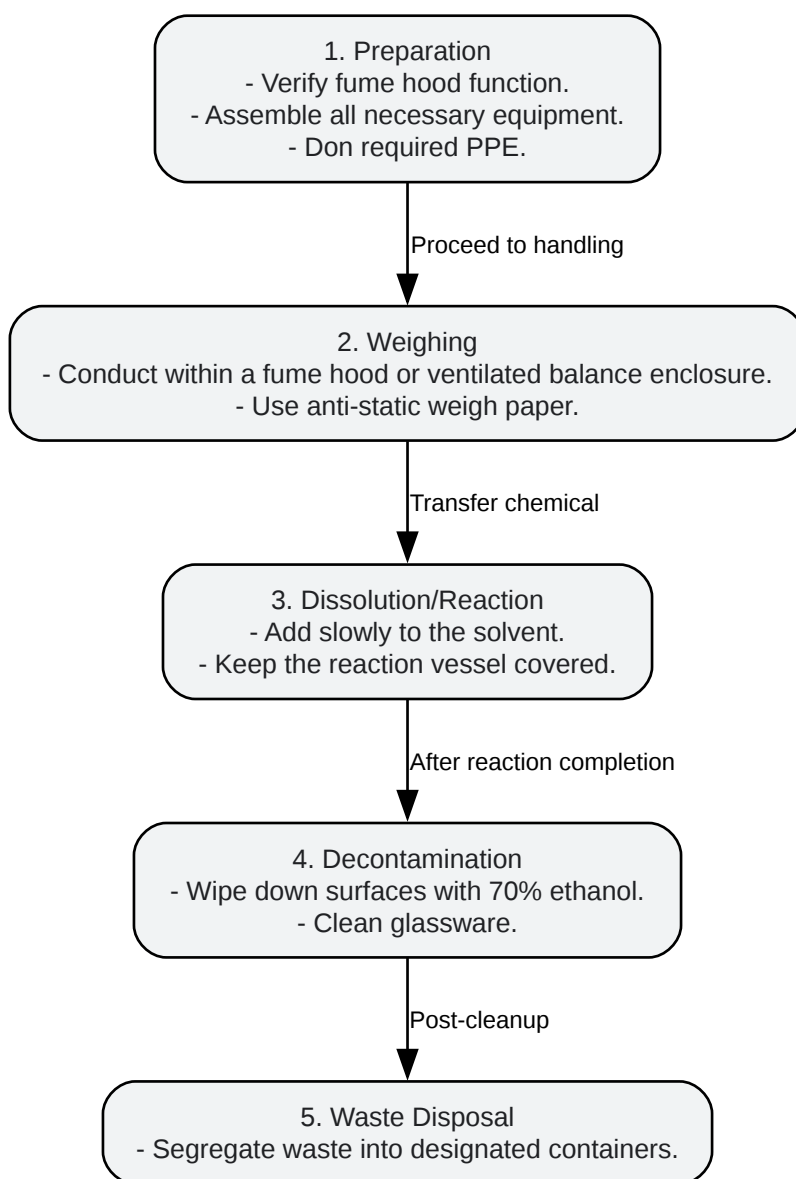 1. Preparation
- Verify fume hood function.
- Assemble all necessary equipment.
- Don required PPE.
Proceed to handling
2. Weighing
- Conduct within a fume hood or ventilated balance enclosure.
- Use anti-static weigh paper.
Transfer chemical
3. Dissolution/Reaction
- Add slowly to the solvent.
- Keep the reaction vessel covered.
After reaction completion
4. Decontamination
- Wipe down surfaces with 70% ethanol.
- Clean glassware.
Post-cleanup
5. Waste Disposal
- Segregate waste into designated containers.